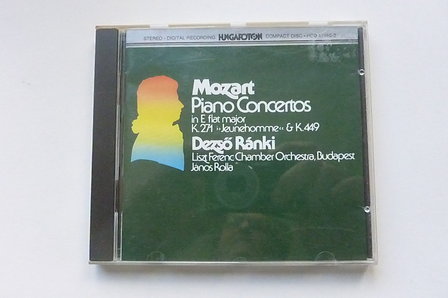 STEREO - DIGITAL RECORDING HUNGAROTON COMPACT DISC - HCD
Mozart
Piano Concertos
in E flat major
K.271 »Jeunehomme« & K.449
Dezső Ránki
Liszt Ferenc Chamber Orchestra, Budapest
János Rolla